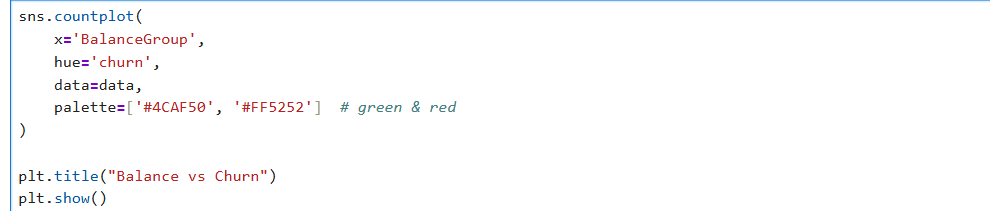 sns.countplot(
    x='BalanceGroup',
    hue='churn',
    data=data,
    palette=['#4CAF50', '#FF5252']  # green & red
)
plt.title("Balance vs Churn")
plt.show()